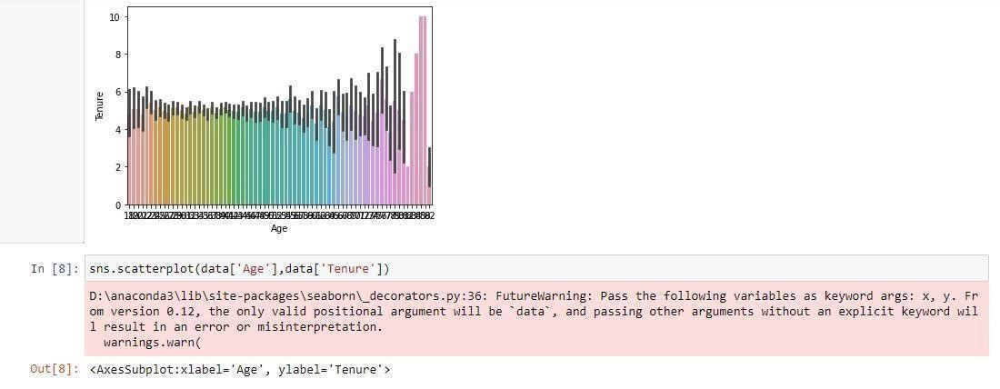 10
8
6
4
2
0
Tenure
Age
In [8]: sns.scatterplot(data['Age'],data['Tenure'])
D:\anaconda3\lib\site-packages\seaborn\_decorators.py:36: FutureWarning: Pass the following variables as keyword args: x, y. Fr
om version 0.12, the only valid positional argument will be `data`, and passing other arguments without an explicit keyword wil
l result in an error or misinterpretation.
warnings.warn(
Out[8]: <AxesSubplot:xlabel='Age', ylabel='Tenure'>